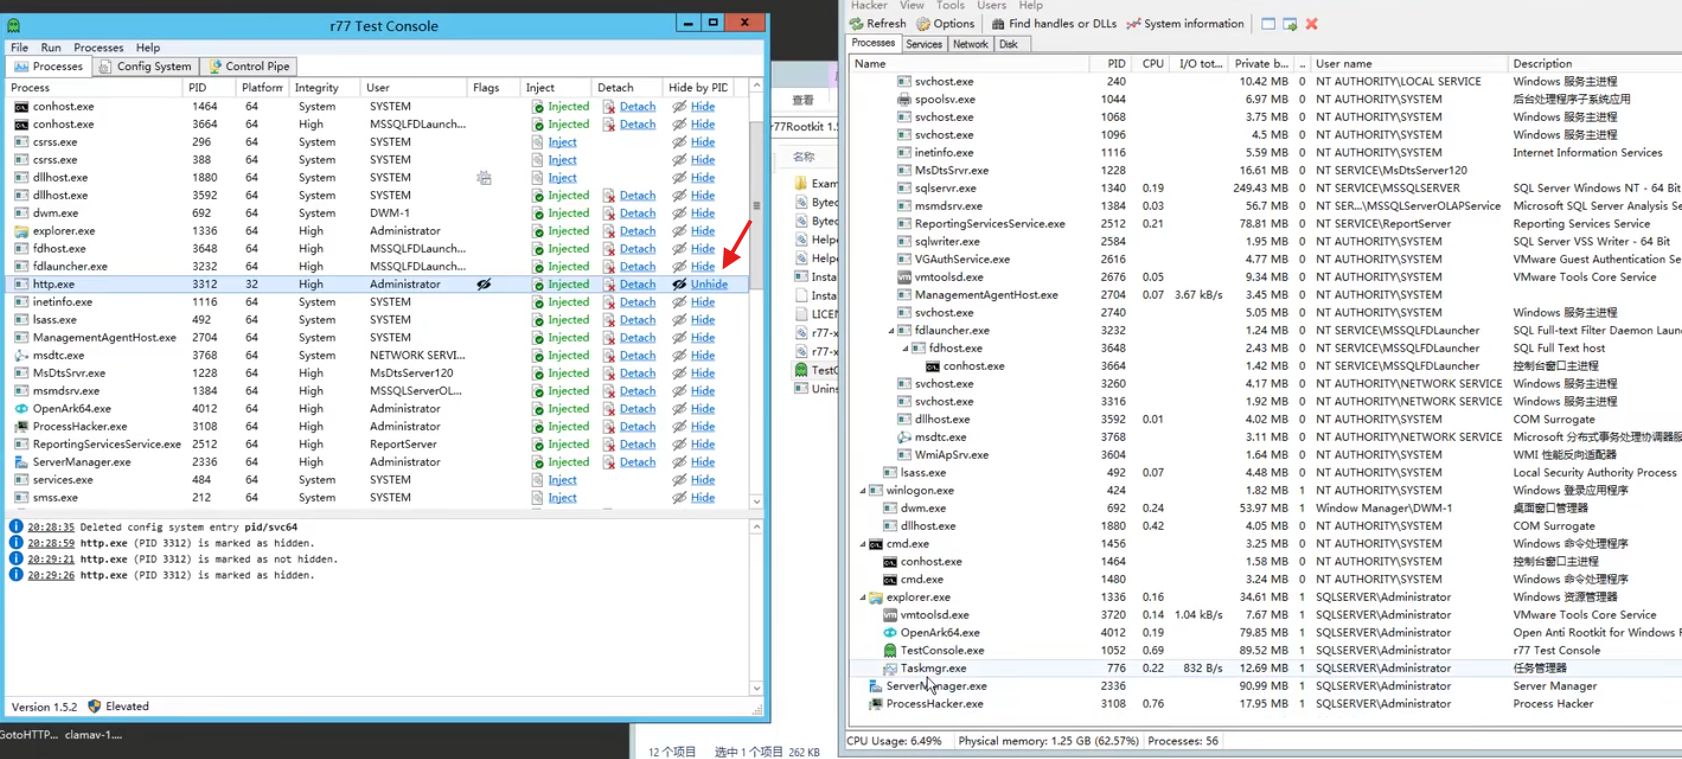 r77 Test Console
File Run Processes Help
Processes Config System Control Pipe
Process PID Platform Integrity User Flags Inject Detach Hide by PID
conhost.exe 1464 64 System SYSTEM Injected Detach Hide
conhost.exe 3664 64 High MSSQLFDLaunch... Injected Detach Hide
csrss.exe 296 64 System SYSTEM Inject Hide
csrss.exe 388 64 System SYSTEM Inject Hide
dllhost.exe 1880 64 System SYSTEM Inject Hide
dllhost.exe 3592 64 System SYSTEM Injected Detach Hide
dwm.exe 692 64 System DWM-1 Injected Detach Hide
explorer.exe 1336 64 High Administrator Injected Detach Hide
fdhost.exe 3648 64 High MSSQLFDLaunch... Injected Detach Hide
fdlauncher.exe 3232 64 High MSSQLFDLaunch... Injected Detach Hide
http.exe 3312 32 High Administrator Injected Detach Unhide
inetinfo.exe 1116 64 System SYSTEM Injected Detach Hide
lsass.exe 492 64 System SYSTEM Injected Detach Hide
ManagementAgentHost.exe 2704 64 System SYSTEM Injected Detach Hide
msdtc.exe 3768 64 System NETWORK SERVI... Injected Detach Hide
MsDtsSrvr.exe 1228 64 High MsDtsServer120 Injected Detach Hide
msmdsrv.exe 1384 64 High MSSQLServerOL... Injected Detach Hide
OpenArk64.exe 4012 64 High Administrator Injected Detach Hide
ProcessHacker.exe 3108 64 High Administrator Injected Detach Hide
ReportingServicesService.exe 2512 64 High ReportServer Injected Detach Hide
ServerManager.exe 2336 64 High Administrator Injected Detach Hide
services.exe 484 64 System SYSTEM Inject Hide
smss.exe 212 64 System SYSTEM Inject Hide
20:28:35 Deleted config system entry pid/svc64
20:28:59 http.exe (PID 3312) is marked as hidden.
20:29:21 http.exe (PID 3312) is marked as not hidden.
20:29:26 http.exe (PID 3312) is marked as hidden.
Version 1.5.2 Elevated
GotoHTTP... clamav-1....
查看
r77Rootkit 1.5
名称
Exam
Bytec
Bytec
Helpe
Helpe
Insta
Insta
LICEN
r77-x
r77-x
TestC
Unins
12 个项目 选中 1 个项目 262 KB
Hacker View Tools Users Help
Refresh Options Find handles or DLLs System information
Processes Services Network Disk
Name PID CPU I/O tot... Private b... .. User name Description
svchost.exe 240 10.42 MB 0 NT AUTHORITY\LOCAL SERVICE Windows 服务主进程
spoolsv.exe 1044 6.97 MB 0 NT AUTHORITY\SYSTEM 后台处理程序子系统应用
svchost.exe 1068 3.75 MB 0 NT AUTHORITY\SYSTEM Windows 服务主进程
svchost.exe 1096 4.5 MB 0 NT AUTHORITY\SYSTEM Windows 服务主进程
inetinfo.exe 1116 5.59 MB 0 NT AUTHORITY\SYSTEM Internet Information Services
MsDtsSrvr.exe 1228 16.61 MB 0 NT SERVICE\MsDtsServer120
sqlservr.exe 1340 0.19 249.43 MB 0 NT SERVICE\MSSQLSERVER SQL Server Windows NT - 64 Bit
msmdsrv.exe 1384 0.03 56.7 MB 0 NT SER...\MSSQLServerOLAPService Microsoft SQL Server Analysis Se
ReportingServicesService.exe 2512 0.21 78.81 MB 0 NT SERVICE\ReportServer Reporting Services Service
sqlwriter.exe 2584 1.95 MB 0 NT AUTHORITY\SYSTEM SQL Server VSS Writer - 64 Bit
VGAuthService.exe 2616 4.77 MB 0 NT AUTHORITY\SYSTEM VMware Guest Authentication Se
vmtoolsd.exe 2676 0.05 9.34 MB 0 NT AUTHORITY\SYSTEM VMware Tools Core Service
ManagementAgentHost.exe 2704 0.07 3.67 kB/s 3.45 MB 0 NT AUTHORITY\SYSTEM
svchost.exe 2740 5.05 MB 0 NT AUTHORITY\SYSTEM Windows 服务主进程
fdlauncher.exe 3232 1.24 MB 0 NT SERVICE\MSSQLFDLauncher SQL Full-text Filter Daemon Laun
fdhost.exe 3648 2.43 MB 0 NT SERVICE\MSSQLFDLauncher SQL Full Text host
conhost.exe 3664 1.42 MB 0 NT SERVICE\MSSQLFDLauncher 控制台窗口主进程
svchost.exe 3260 4.17 MB 0 NT AUTHORITY\NETWORK SERVICE Windows 服务主进程
svchost.exe 3316 1.92 MB 0 NT AUTHORITY\NETWORK SERVICE Windows 服务主进程
dllhost.exe 3592 0.01 4.02 MB 0 NT AUTHORITY\SYSTEM COM Surrogate
msdtc.exe 3768 3.11 MB 0 NT AUTHORITY\NETWORK SERVICE Microsoft 分布式事务处理协调器服
WmiApSrv.exe 3604 1.64 MB 0 NT AUTHORITY\SYSTEM WMI 性能反向适配器
lsass.exe 492 0.07 4.48 MB 0 NT AUTHORITY\SYSTEM Local Security Authority Process
winlogon.exe 424 1.82 MB 1 NT AUTHORITY\SYSTEM Windows 登录应用程序
dwm.exe 692 0.24 53.97 MB 1 Window Manager\DWM-1 桌面窗口管理器
dllhost.exe 1880 0.42 4.05 MB 0 NT AUTHORITY\SYSTEM COM Surrogate
cmd.exe 1456 3.25 MB 0 NT AUTHORITY\SYSTEM Windows 命令处理程序
conhost.exe 1464 1.58 MB 0 NT AUTHORITY\SYSTEM 控制台窗口主进程
cmd.exe 1480 3.24 MB 0 NT AUTHORITY\SYSTEM Windows 命令处理程序
explorer.exe 1336 0.16 34.61 MB 1 SQLSERVER\Administrator Windows 资源管理器
vmtoolsd.exe 3720 0.14 1.04 kB/s 7.67 MB 1 SQLSERVER\Administrator VMware Tools Core Service
OpenArk64.exe 4012 0.19 79.85 MB 1 SQLSERVER\Administrator Open Anti Rootkit for Windows
TestConsole.exe 1052 0.69 89.52 MB 1 SQLSERVER\Administrator r77 Test Console
Taskmgr.exe 776 0.22 832 B/s 12.69 MB 1 SQLSERVER\Administrator 任务管理器
ServerManager.exe 2336 90.99 MB 1 SQLSERVER\Administrator Server Manager
ProcessHacker.exe 3108 0.76 17.95 MB 1 SQLSERVER\Administrator Process Hacker
CPU Usage: 6.49% Physical memory: 1.25 GB (62.57%) Processes: 56